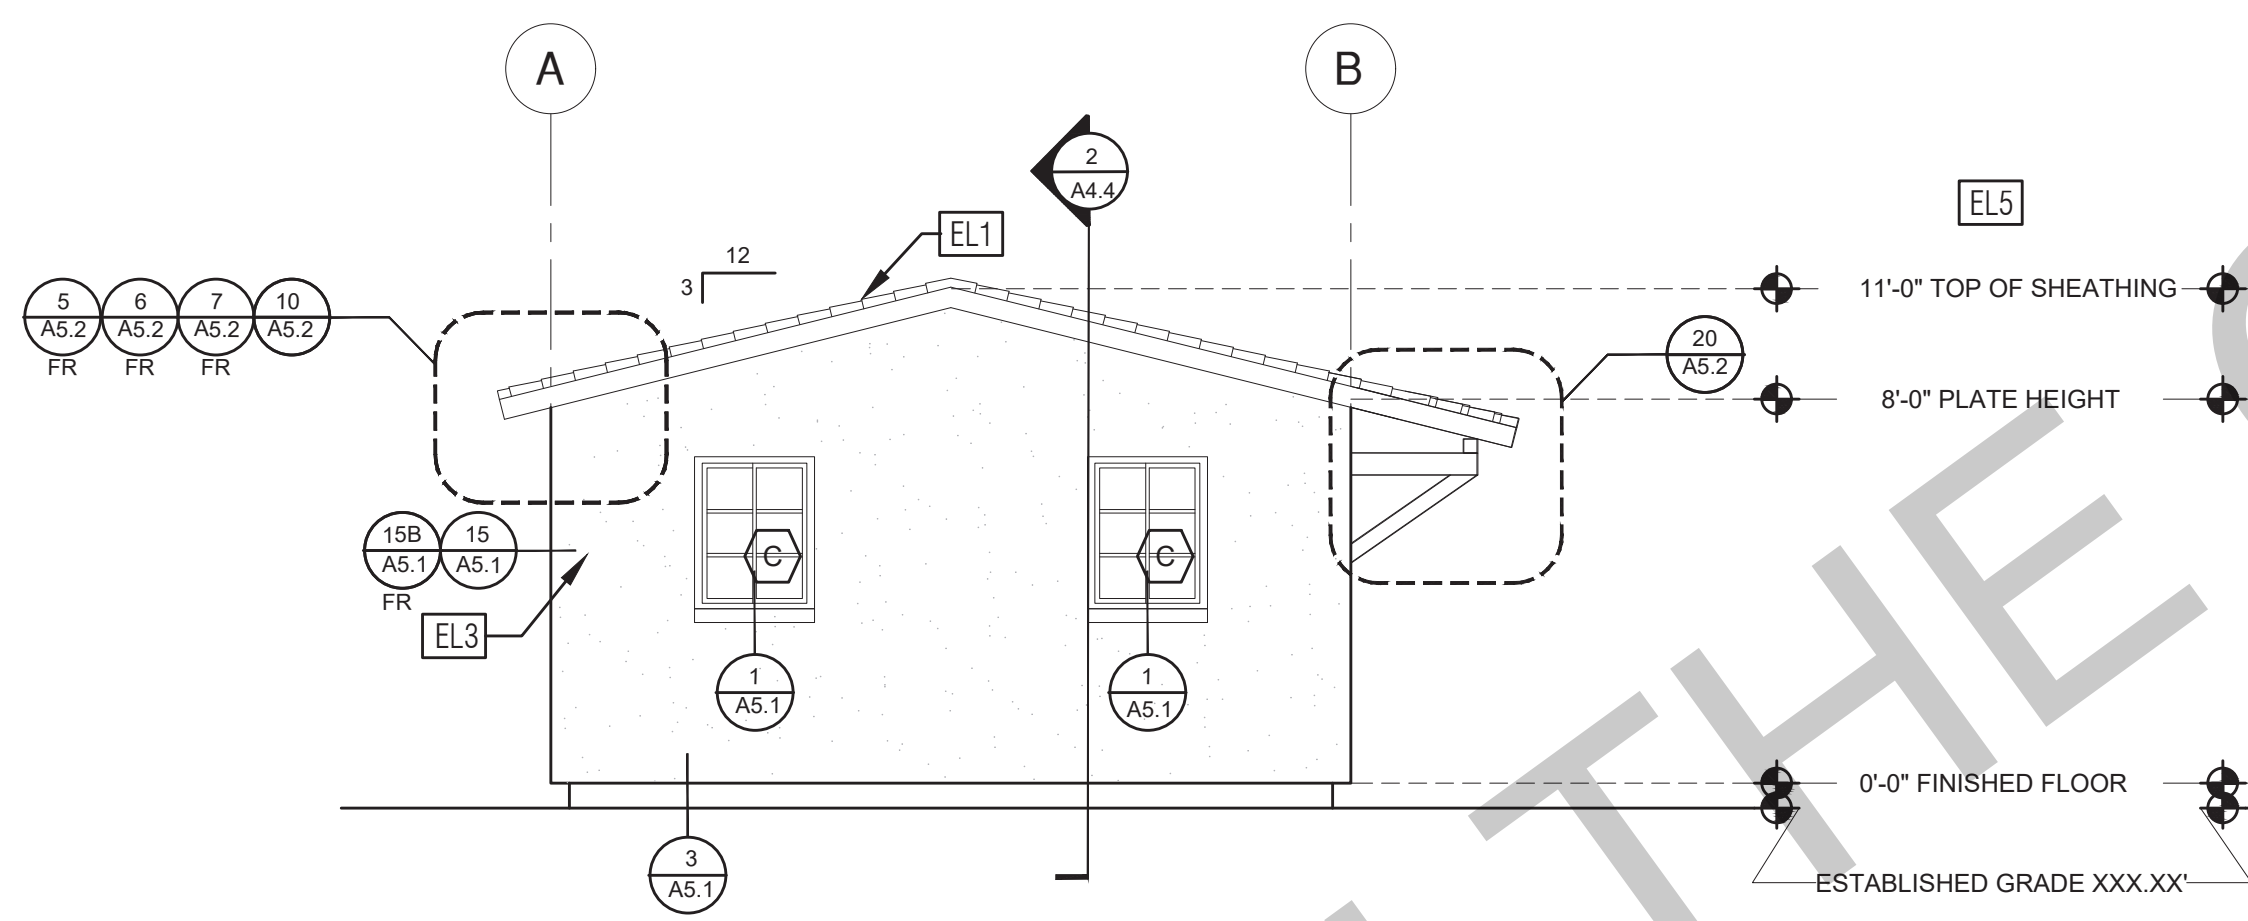 A
B
2
A4.4
EL5
EL1
12
3
11'-0" TOP OF SHEATHING
5
A5.2
FR
6
A5.2
FR
7
A5.2
FR
10
A5.2
20
A5.2
8'-0" PLATE HEIGHT
15B
A5.1
FR
15
A5.1
C
C
EL3
1
A5.1
1
A5.1
0'-0" FINISHED FLOOR
3
A5.1
ESTABLISHED GRADE XXX.XX'
THE